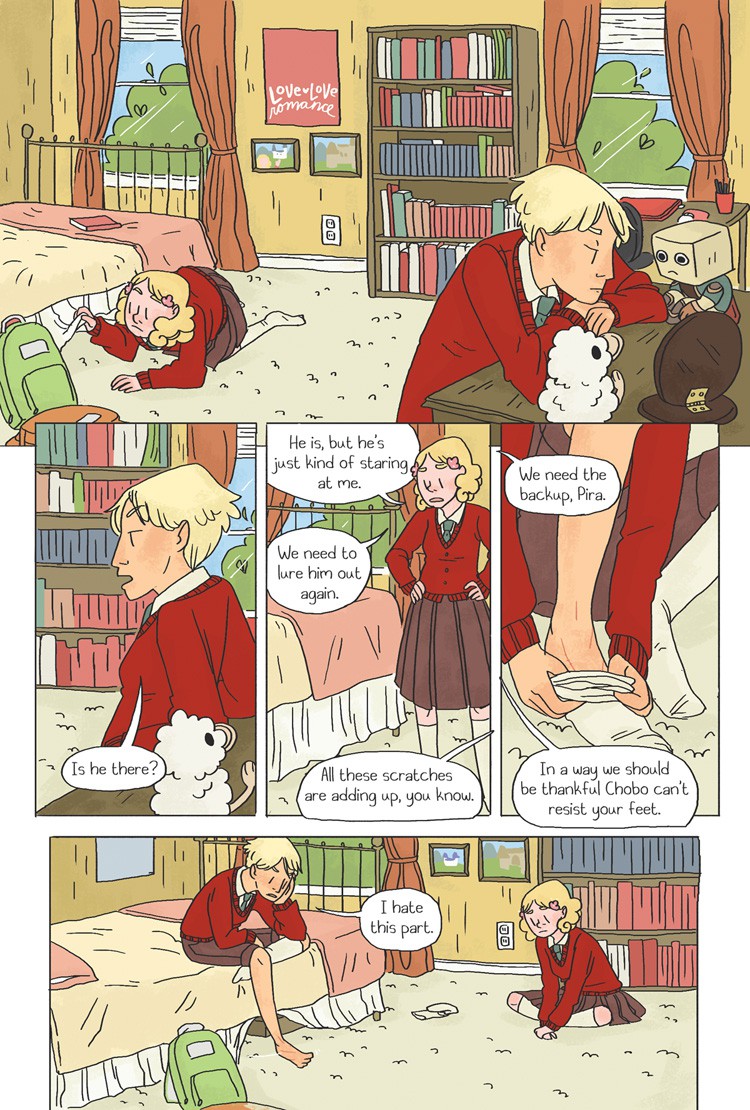 LOVE♥LOVE
romance
He is, but he's
just kind of staring
at me.
We need to
lure him out
again.
We need the
backup, Pira.
Is he there?
All these scratches
are adding up, you know.
In a way we should
be thankful Chobo can't
resist your feet.
I hate
this part.